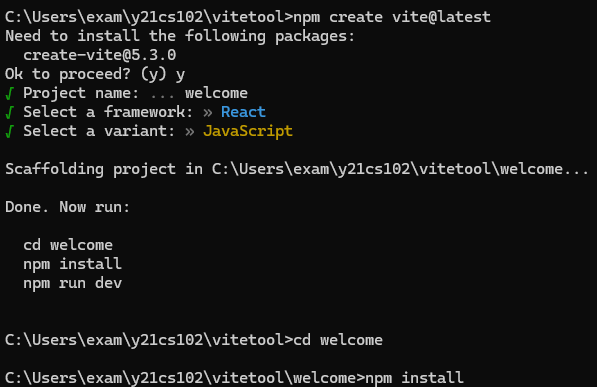 C:\Users\exam\y21cs102\vitetool>npm create vite@latest
Need to install the following packages:
  create-vite@5.3.0
Ok to proceed? (y) y
√ Project name: ... welcome
√ Select a framework: » React
√ Select a variant: » JavaScript
Scaffolding project in C:\Users\exam\y21cs102\vitetool\welcome...
Done. Now run:
  cd welcome
  npm install
  npm run dev
C:\Users\exam\y21cs102\vitetool>cd welcome
C:\Users\exam\y21cs102\vitetool\welcome>npm install